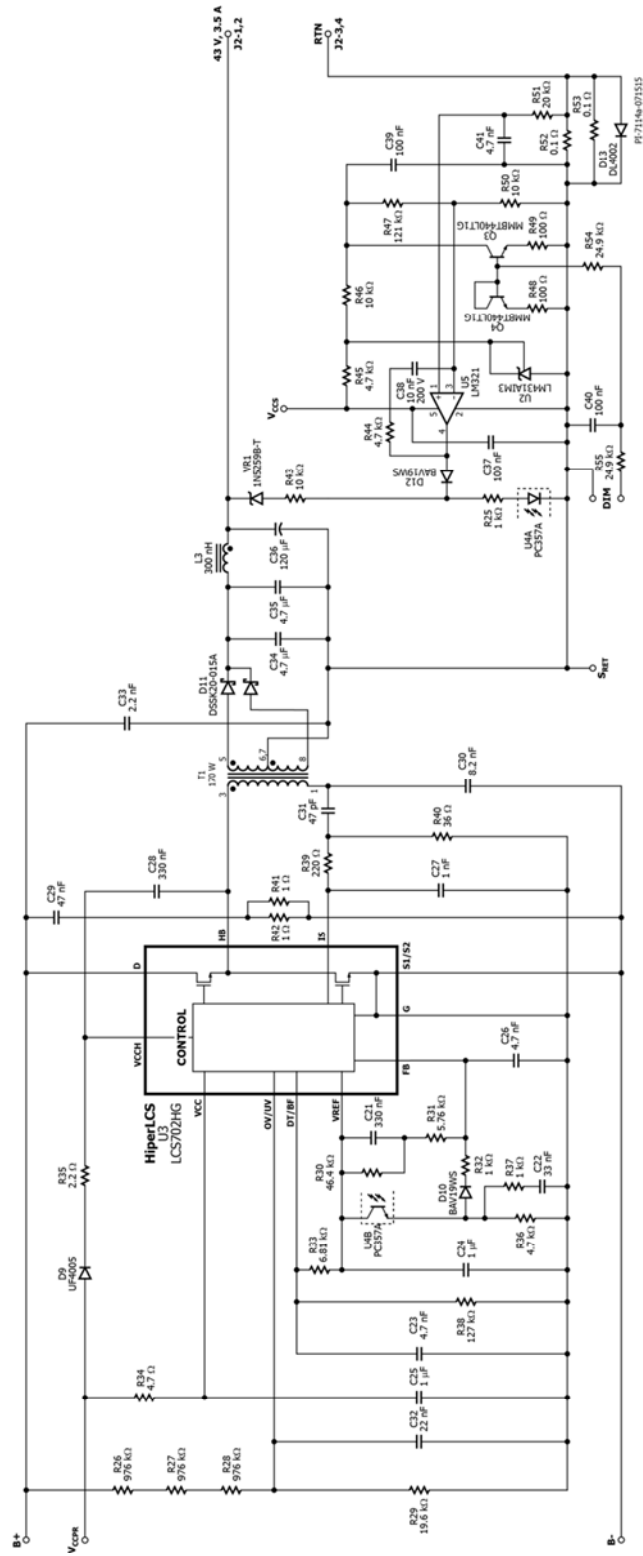 B+
VCCPR
B-
R26
976 kΩ
R27
976 kΩ
R28
976 kΩ
R29
19.6 kΩ
R34
4.7 Ω
C32
22 nF
C25
1 µF
C23
4.7 nF
D9
UF4005
R35
2.2 Ω
R38
127 kΩ
R33
6.81 kΩ
C24
1 µF
U4B
PC357A
R30
46.4 kΩ
C21
330 nF
R31
5.76 kΩ
D10
BAV19WS
R32
1 kΩ
R36
4.7 kΩ
R37
1 kΩ
C22
33 nF
C26
4.7 nF
HiperLCS
U3
LCS702HG
VCC
VCCH
D
OV/UV
DT/BF
VREF
CONTROL
FB
G
S1/S2
HB
IS
C29
47 nF
C28
330 nF
R42
1 Ω
R41
1 Ω
R39
220 Ω
C27
1 nF
R40
36 Ω
C31
47 pF
C30
8.2 nF
T1
170 W
3
5
6,7
8
1
C33
2.2 nF
D11
DSSK20-015A
C34
4.7 µF
C35
4.7 µF
C36
120 µF
L3
300 nH
SRET
VR1
1N5259B-T
R43
10 kΩ
D12
BAV19WS
R25
1 kΩ
U4A
PC357A
DIM
VCCS
R44
4.7 kΩ
C37
100 nF
C38
10 nF
200 V
R45
4.7 kΩ
U5
LM321
1
3
5
4
2
+
-
R46
10 kΩ
U2
LM431AIM3
C40
100 nF
R55
24.9 kΩ
R54
24.9 kΩ
Q4
MMBT4401LT1G
R48
100 Ω
Q3
MMBT4401LT1G
R49
100 Ω
R47
121 kΩ
R50
10 kΩ
C39
100 nF
C41
4.7 nF
R51
20 kΩ
R52
0.1 Ω
R53
0.1 Ω
D13
DL4002
43 V, 3.5 A
J2-1,2
RTN
J2-3,4
PI-7114a-071515